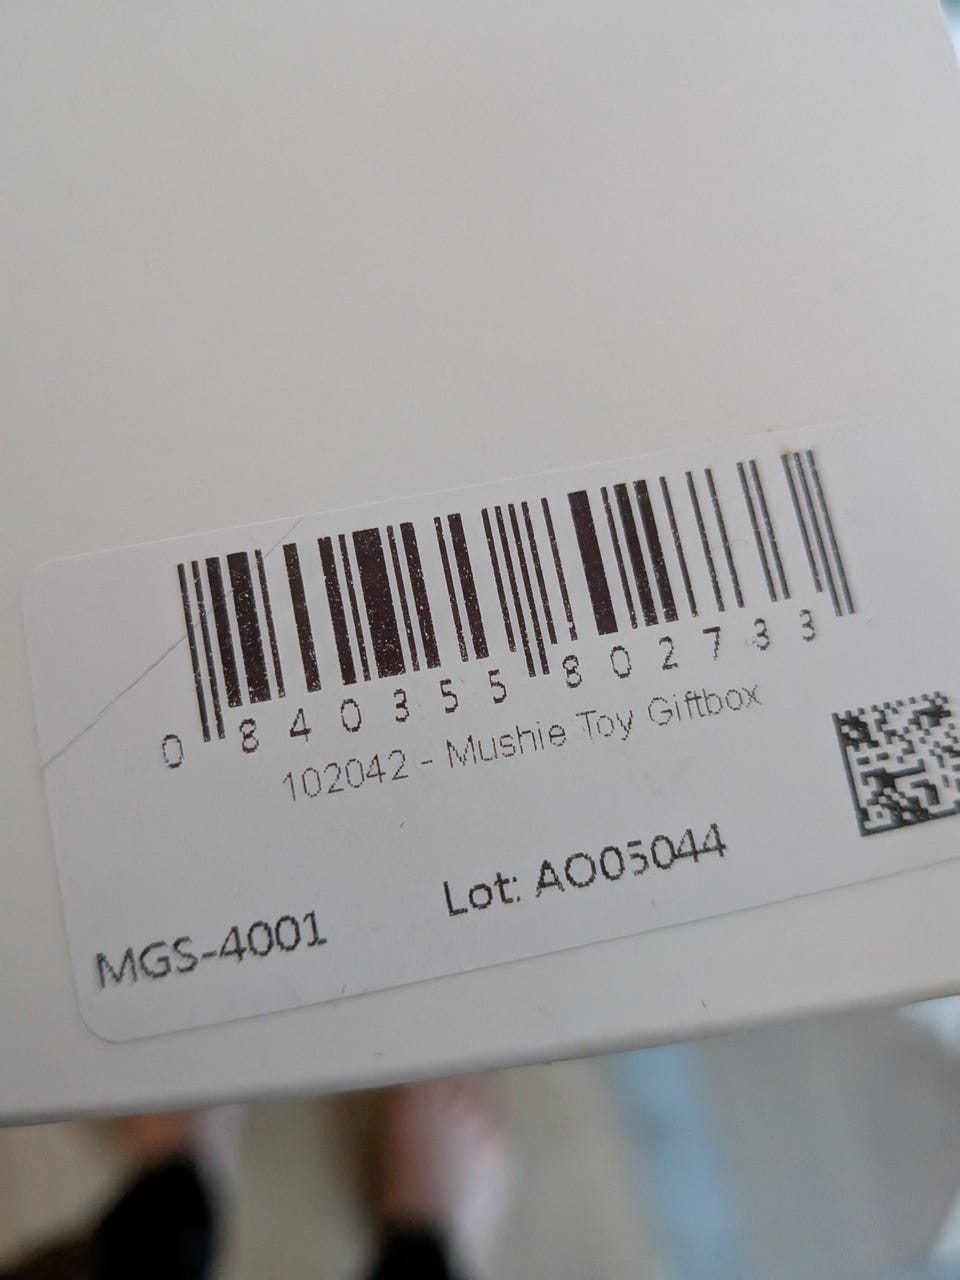 0 840355 802733
102042 - Mushie Toy Giftbox
Lot: AO05044
MGS-4001